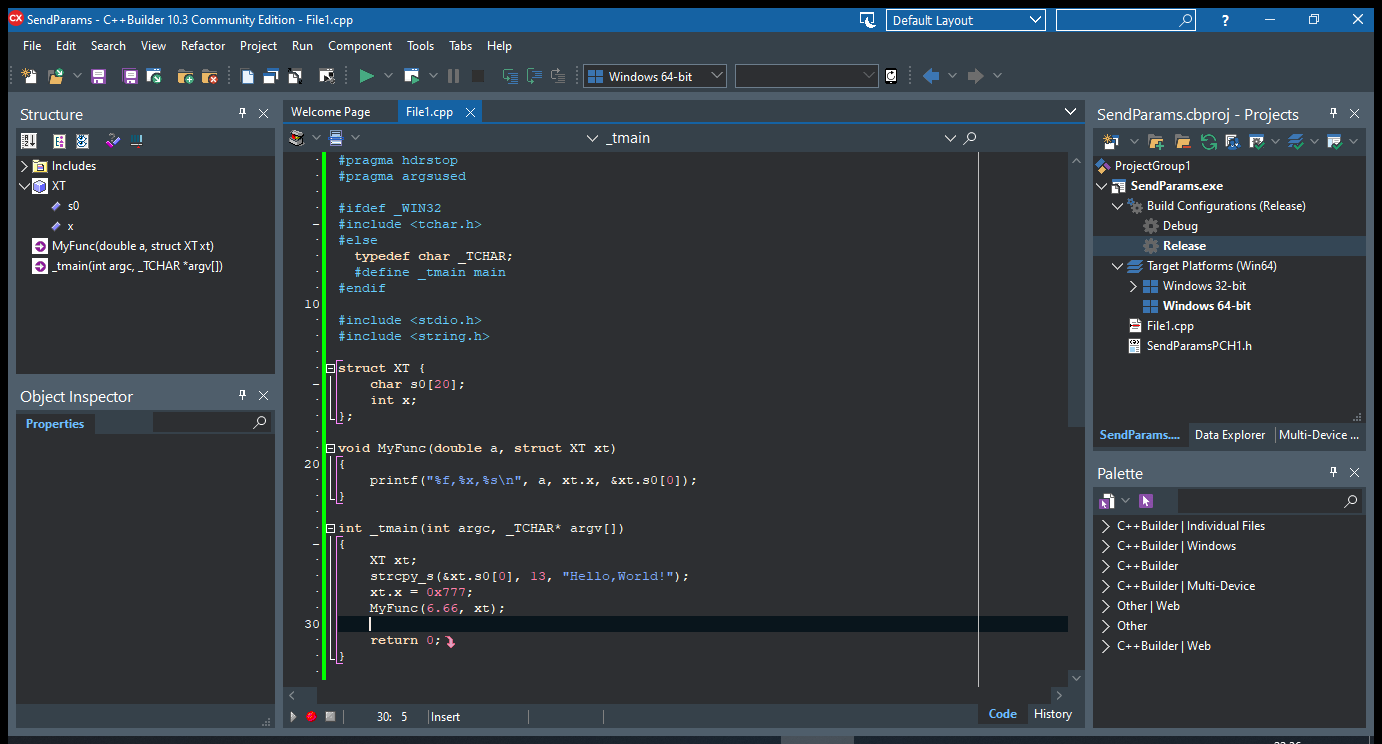 SendParams - C++Builder 10.3 Community Edition - File1.cpp
Default Layout
?
File Edit Search View Refactor Project Run Component Tools Tabs Help
Windows 64-bit
Structure
Includes
XT
s0
x
MyFunc(double a, struct XT xt)
_tmain(int argc, _TCHAR *argv[])
Object Inspector
Properties
Welcome Page File1.cpp
_tmain
#pragma hdrstop
#pragma argsused
#ifdef _WIN32
#include <tchar.h>
#else
typedef char _TCHAR;
#define _tmain main
#endif
10
#include <stdio.h>
#include <string.h>
struct XT {
char s0[20];
int x;
};
void MyFunc(double a, struct XT xt)
20 {
printf("%f,%x,%s\n", a, xt.x, &xt.s0[0]);
}
int _tmain(int argc, _TCHAR* argv[])
{
XT xt;
strcpy_s(&xt.s0[0], 13, "Hello,World!");
xt.x = 0x777;
MyFunc(6.66, xt);
30
return 0;
}
30: 5 Insert
Code History
SendParams.cbproj - Projects
ProjectGroup1
SendParams.exe
Build Configurations (Release)
Debug
Release
Target Platforms (Win64)
Windows 32-bit
Windows 64-bit
File1.cpp
SendParamsPCH1.h
SendParams.... Data Explorer Multi-Device ...
Palette
C++Builder | Individual Files
C++Builder | Windows
C++Builder
C++Builder | Multi-Device
Other | Web
Other
C++Builder | Web